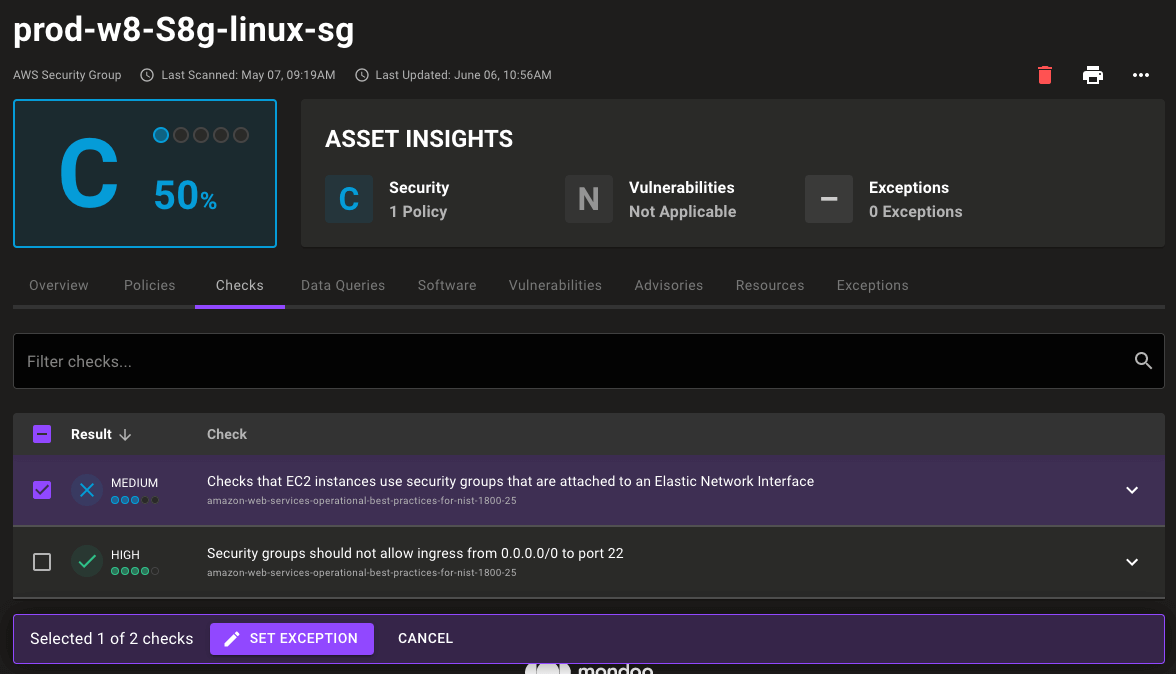 prod-w8-S8g-linux-sg
AWS Security Group Last Scanned: May 07, 09:19AM Last Updated: June 06, 10:56AM
C
50%
ASSET INSIGHTS
C Security
1 Policy
N Vulnerabilities
Not Applicable
Exceptions
0 Exceptions
Overview Policies Checks Data Queries Software Vulnerabilities Advisories Resources Exceptions
Filter checks...
Result Check
MEDIUM Checks that EC2 instances use security groups that are attached to an Elastic Network Interface
amazon-web-services-operational-best-practices-for-nist-1800-25
HIGH Security groups should not allow ingress from 0.0.0.0/0 to port 22
amazon-web-services-operational-best-practices-for-nist-1800-25
Selected 1 of 2 checks SET EXCEPTION CANCEL
mondoo